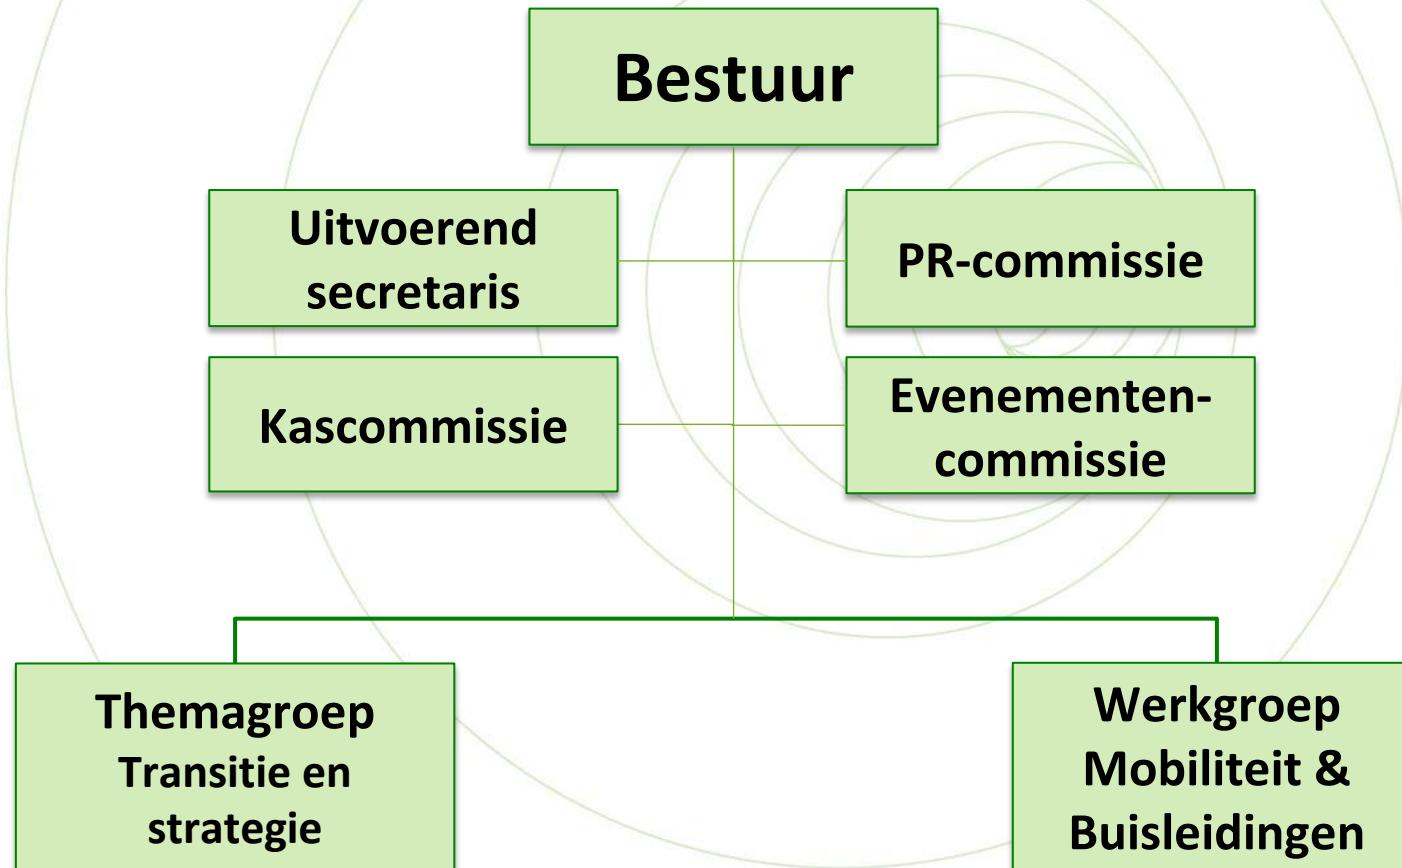 Bestuur
Uitvoerend
secretaris
PR-commissie
Kascommissie
Evenementen-
commissie
Themagroep
Transitie en
strategie
Werkgroep
Mobiliteit &
Buisleidingen